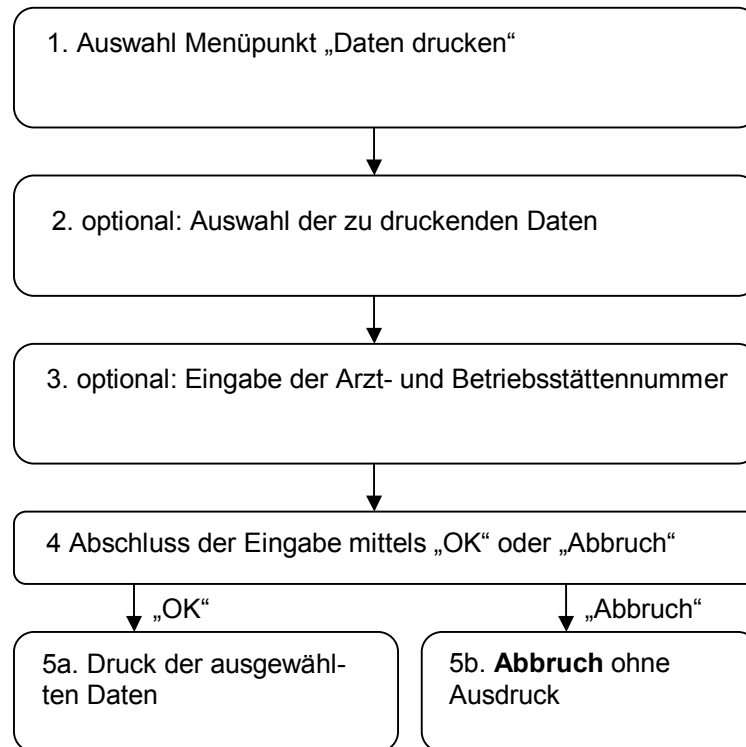 1. Auswahl Menüpunkt „Daten drucken“
2. optional: Auswahl der zu druckenden Daten
3. optional: Eingabe der Arzt- und Betriebsstättennummer
4 Abschluss der Eingabe mittels „OK“ oder „Abbruch“
„OK“
„Abbruch“
5a. Druck der ausgewähl-
ten Daten
5b. Abbruch ohne
Ausdruck